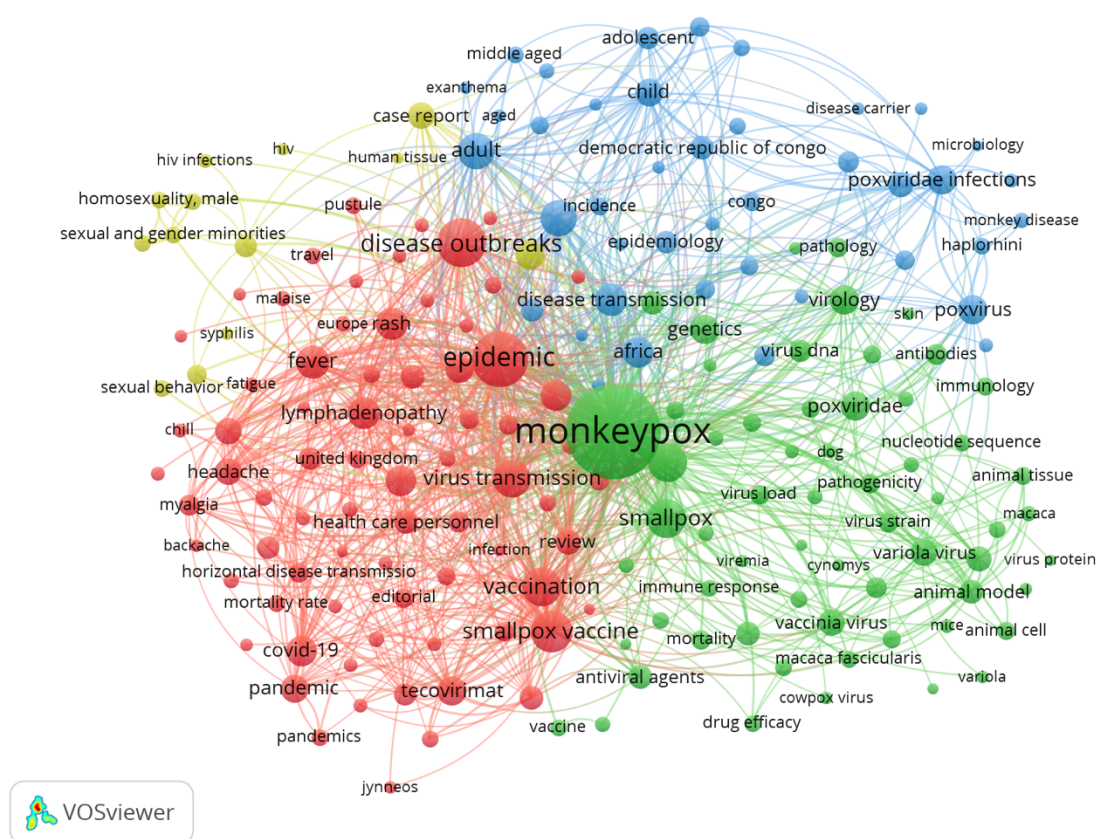 adolescent
middle aged
exanthema
child
case report
aged
disease carrier
hiv
adult
democratic republic of congo
microbiology
hiv infections
human tissue
poxviridae infections
homosexuality, male
pustule
incidence
congo
monkey disease
sexual and gender minorities
disease outbreaks
epidemiology
pathology
haplorhini
travel
malaise
disease transmission
virology
skin
poxvirus
syphilis
europe
rash
genetics
fever
epidemic
africa
virus dna
antibodies
sexual behavior
fatigue
immunology
lymphadenopathy
poxviridae
chill
monkeypox
nucleotide sequence
united kingdom
dog
headache
virus transmission
pathogenicity
animal tissue
myalgia
virus load
health care personnel
smallpox
virus strain
macaca
backache
infection
review
variola virus
virus protein
horizontal disease transmissio
viremia
cynomys
vaccination
immune response
animal model
mortality rate
editorial
smallpox vaccine
vaccinia virus
mice
animal cell
covid-19
mortality
macaca fascicularis
pandemic
tecovirimat
antiviral agents
variola
cowpox virus
pandemics
vaccine
drug efficacy
jynneos
VOSviewer